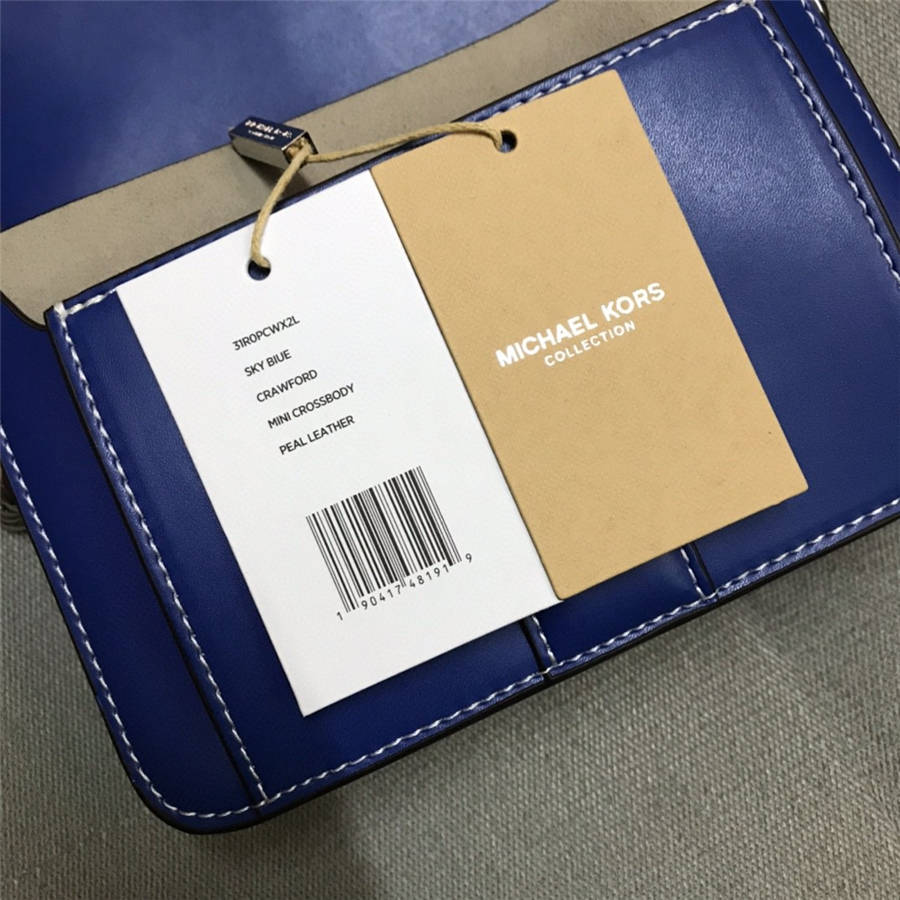 31R0PCWX2L
SKY BIUE
CRAWFORD
MINI CROSSBODY
PEAL LEATHER
1 90417 48191 9
MICHAEL KORS
COLLECTION